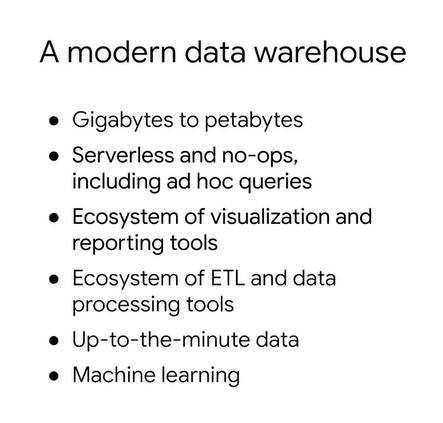 A modern data warehouse
● Gigabytes to petabytes
● Serverless and no-ops,
including ad hoc queries
● Ecosystem of visualization and
reporting tools
● Ecosystem of ETL and data
processing tools
● Up-to-the-minute data
● Machine learning